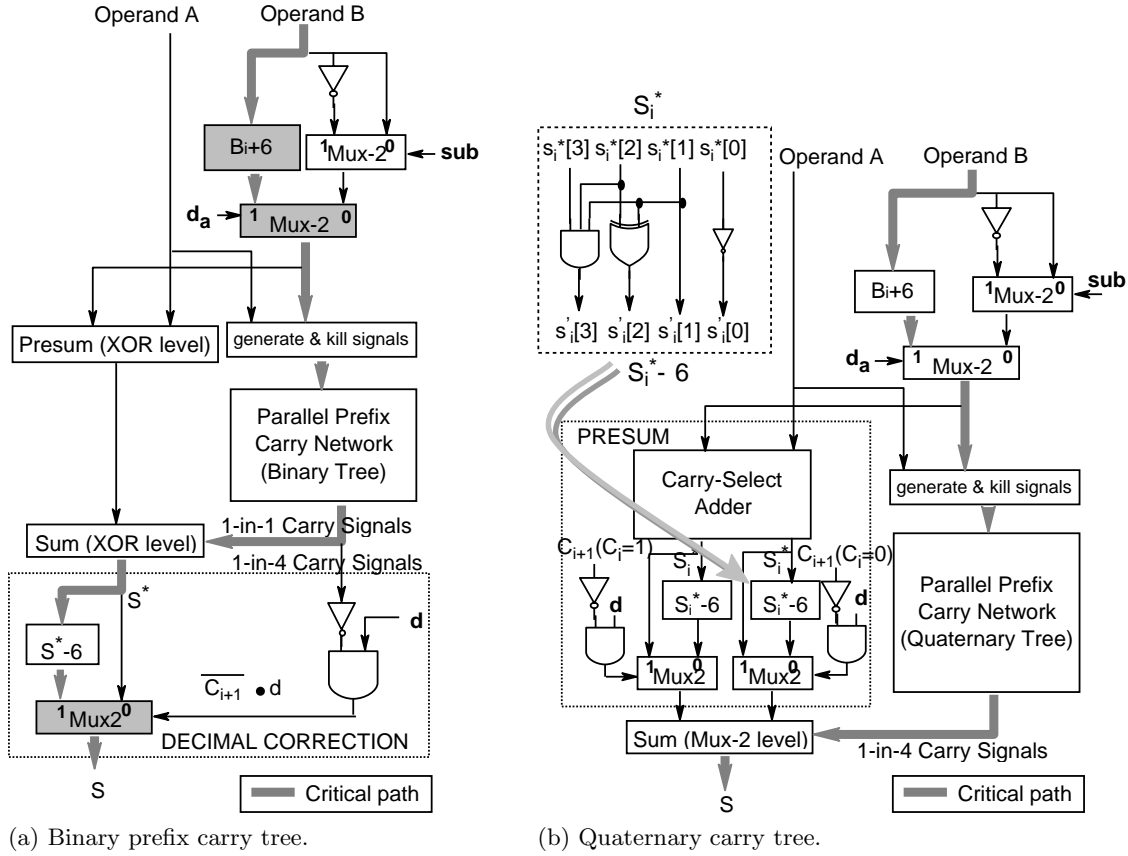 Operand A
Operand B
Bi+6
1 Mux-2 0
sub
da
1 Mux-2 0
Presum (XOR level)
generate & kill signals
Parallel Prefix
Carry Network
(Binary Tree)
1-in-1 Carry Signals
Sum (XOR level)
1-in-4 Carry Signals
S*
d
S*-6
C̅i+1 • d
1 Mux2 0
DECIMAL CORRECTION
S
Critical path
(a) Binary prefix carry tree.
Si*
si*[3] si*[2] si*[1] si*[0]
s'i[3] s'i[2] s'i[1] s'i[0]
Si*- 6
Operand A
Operand B
Bi+6
1 Mux-2 0
sub
da
1 Mux-2 0
PRESUM
Carry-Select
Adder
generate & kill signals
Ci+1(Ci=1)
Si*
Si*
Ci+1(Ci=0)
d
Si*-6
Si*-6
d
1 Mux2 0
1 Mux2 0
Parallel Prefix
Carry Network
(Quaternary Tree)
Sum (Mux-2 level)
1-in-4 Carry Signals
S
Critical path
(b) Quaternary carry tree.